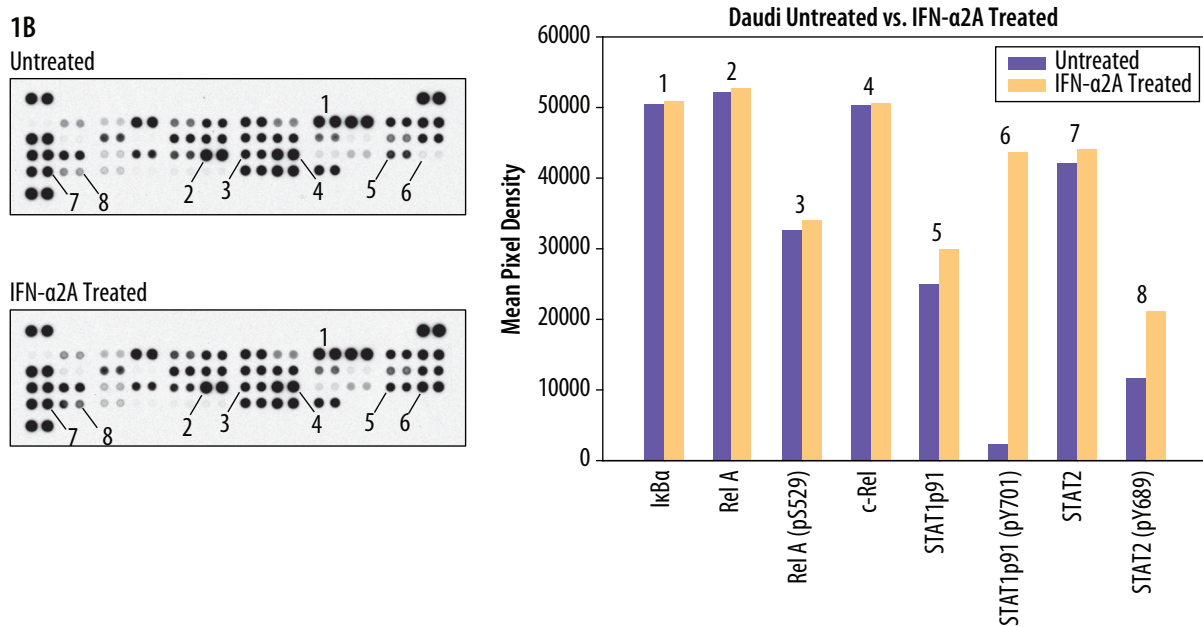 1B
Untreated
1
2
3
4
5
6
7
8
IFN-α2A Treated
1
2
3
4
5
6
7
8
Daudi Untreated vs. IFN-α2A Treated
Untreated
IFN-α2A Treated
Mean Pixel Density
60000
50000
40000
30000
20000
10000
0
1
2
3
4
5
6
7
8
IκBα
Rel A
Rel A (pS529)
c-Rel
STAT1p91
STAT1p91 (pY701)
STAT2
STAT2 (pY689)